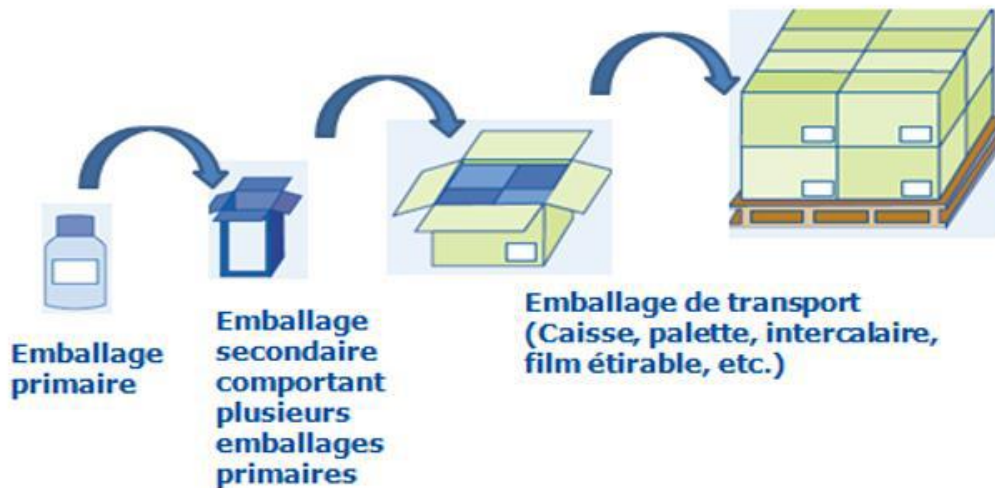 Emballage
primaire
Emballage
secondaire
comportant
plusieurs
emballages
primaires
Emballage de transport
(Caisse, palette, intercalaire,
film étirable, etc.)